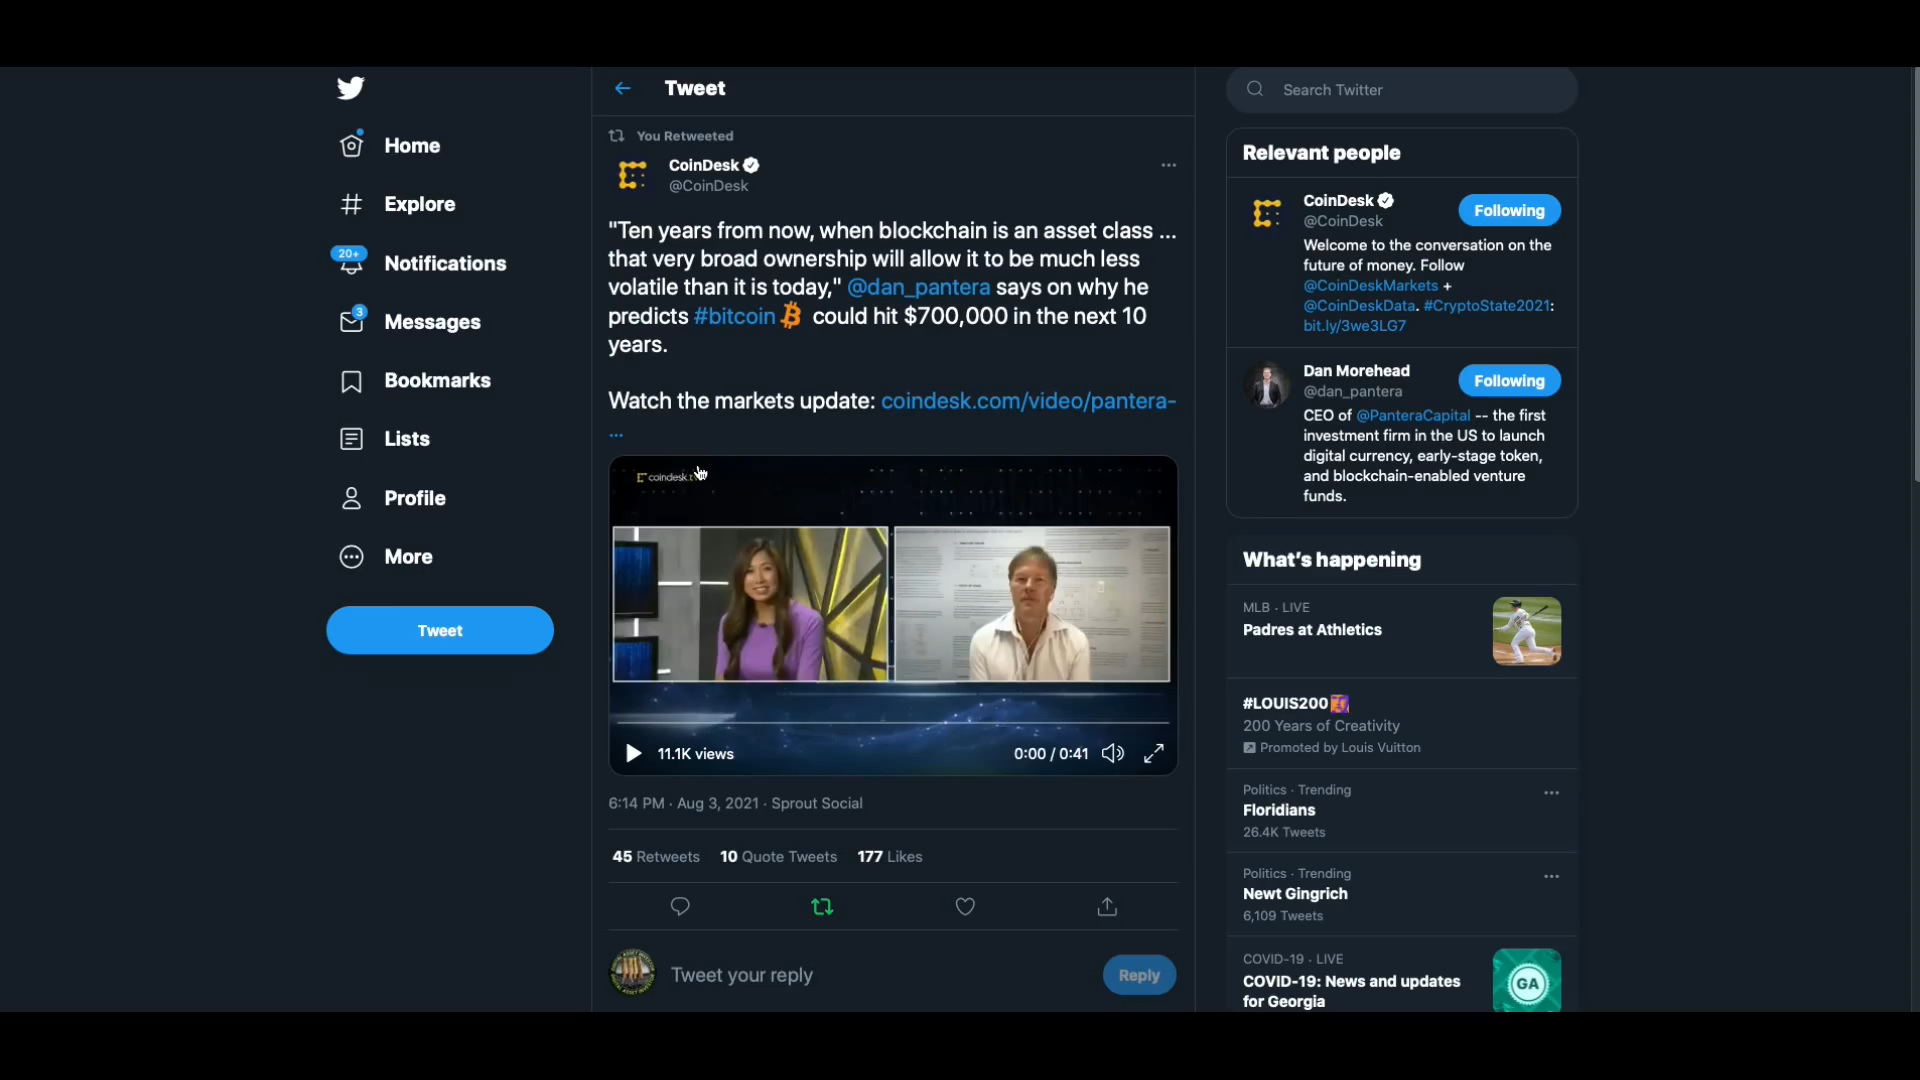 Home
Explore
20+
Notifications
3
Messages
Bookmarks
Lists
Profile
More
Tweet
Tweet
You Retweeted
CoinDesk
@CoinDesk
"Ten years from now, when blockchain is an asset class ...
that very broad ownership will allow it to be much less
volatile than it is today," @dan_pantera says on why he
predicts #bitcoin could hit $700,000 in the next 10
years.
Watch the markets update: coindesk.com/video/pantera-
...
coindesk.tv
11.1K views
0:00 / 0:41
6:14 PM · Aug 3, 2021 · Sprout Social
45 Retweets 10 Quote Tweets 177 Likes
Tweet your reply
Reply
Search Twitter
Relevant people
CoinDesk
@CoinDesk
Following
Welcome to the conversation on the
future of money. Follow
@CoinDeskMarkets +
@CoinDeskData. #CryptoState2021:
bit.ly/3we3LG7
Dan Morehead
@dan_pantera
Following
CEO of @PanteraCapital -- the first
investment firm in the US to launch
digital currency, early-stage token,
and blockchain-enabled venture
funds.
What's happening
MLB · LIVE
Padres at Athletics
#LOUIS200
200 Years of Creativity
Promoted by Louis Vuitton
Politics · Trending
Floridians
26.4K Tweets
Politics · Trending
Newt Gingrich
6,109 Tweets
COVID-19 · LIVE
COVID-19: News and updates
for Georgia
GA